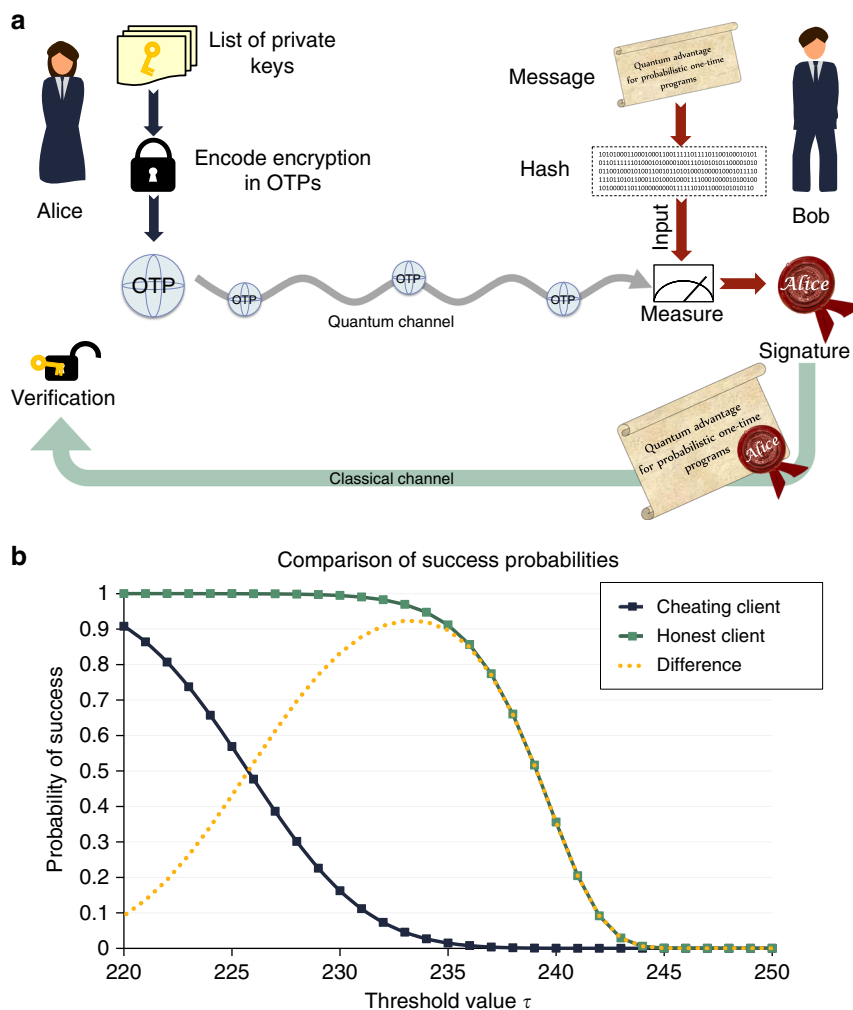 a
List of private
keys
Encode encryption
in OTPs
Alice
Message
Quantum advantage
for probabilistic one-time
programs
Hash
Bob
Input
OTP
OTP
OTP
OTP
Quantum channel
Measure
Alice
Signature
Verification
Quantum advantage
for probabilistic one-time
programs
Alice
Classical channel
b
Comparison of success probabilities
Cheating client
Honest client
Difference
Probability of success
1
0.9
0.8
0.7
0.6
0.5
0.4
0.3
0.2
0.1
0
220
225
230
235
240
245
250
Threshold value τ